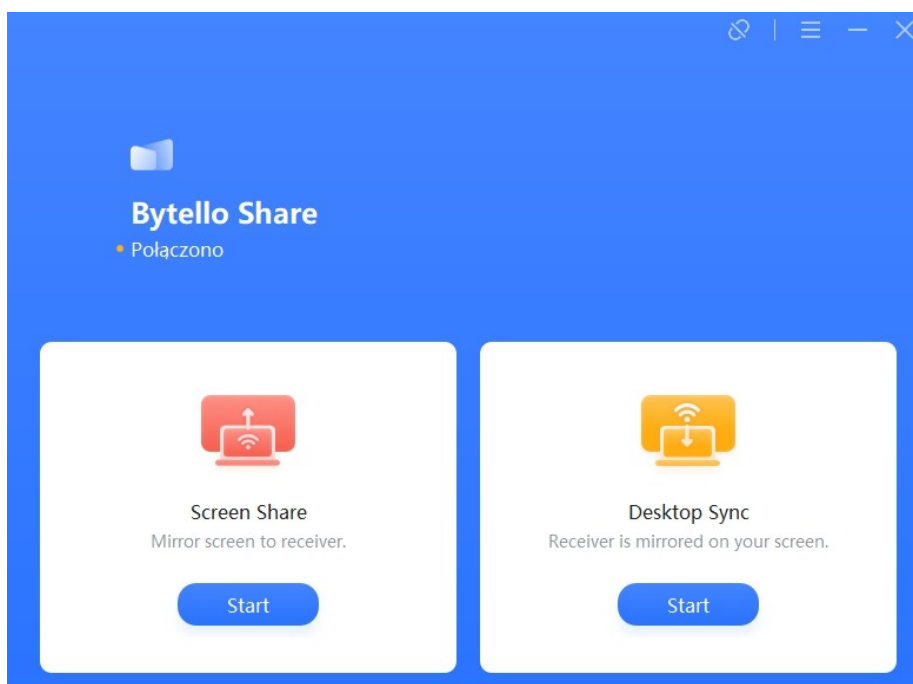 Bytello Share
Połączono
Screen Share
Mirror screen to receiver.
Start
Desktop Sync
Receiver is mirrored on your screen.
Start